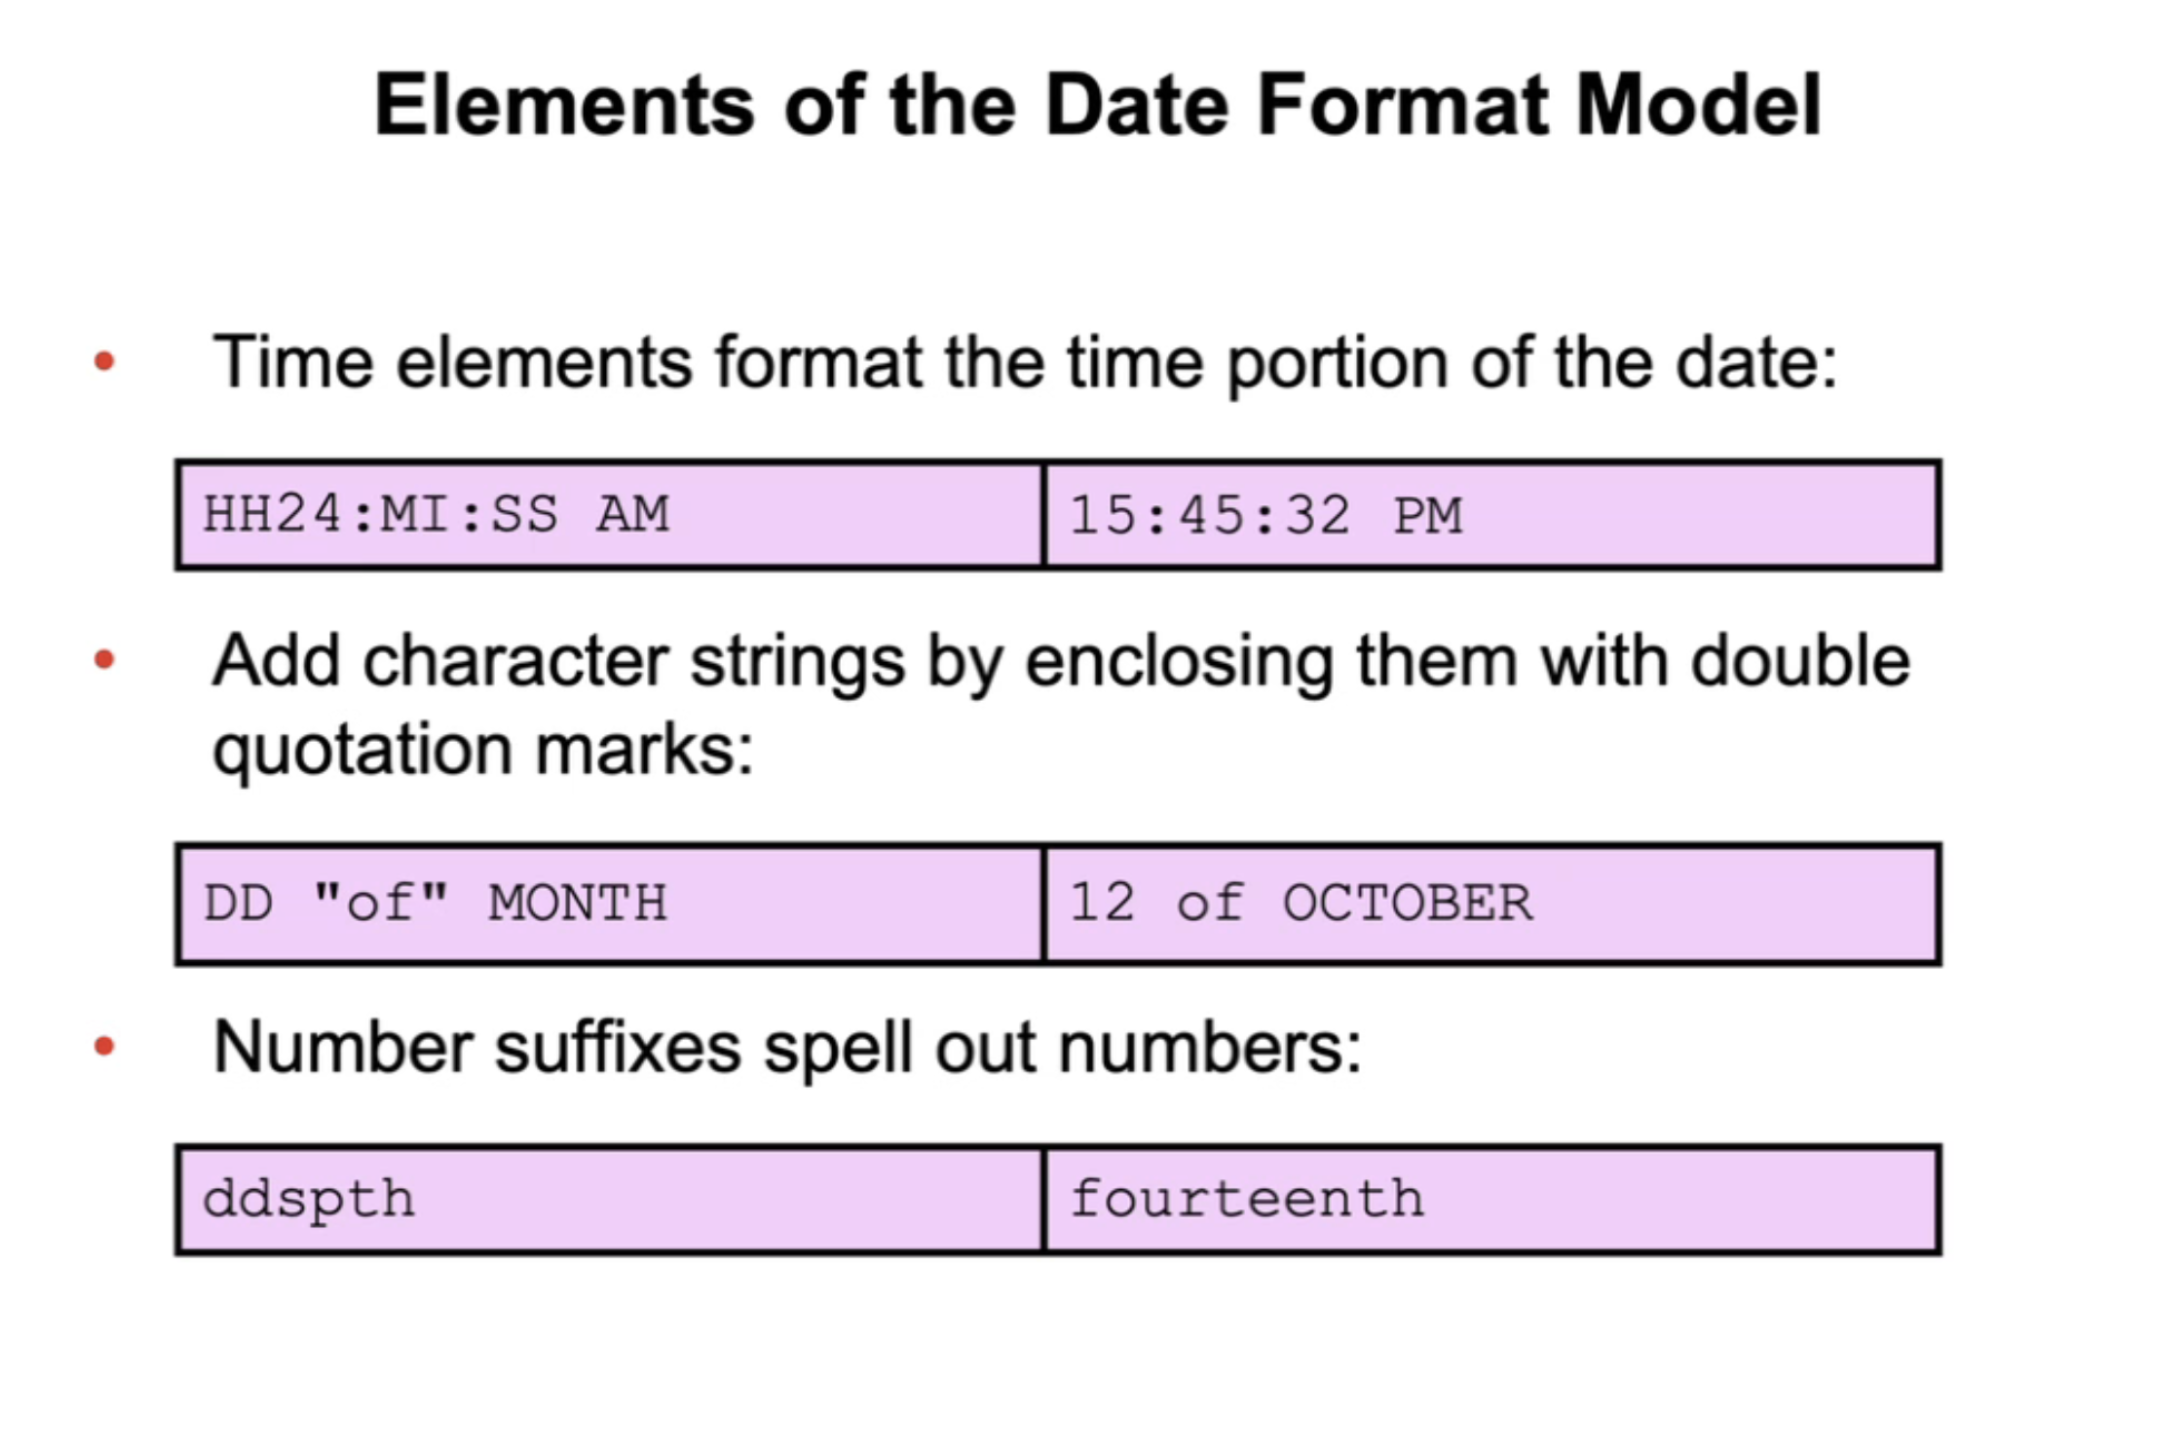 Elements of the Date Format Model
• Time elements format the time portion of the date:
HH24:MI:SS AM 15:45:32 PM
• Add character strings by enclosing them with double
quotation marks:
DD "of" MONTH 12 of OCTOBER
• Number suffixes spell out numbers:
ddspth fourteenth